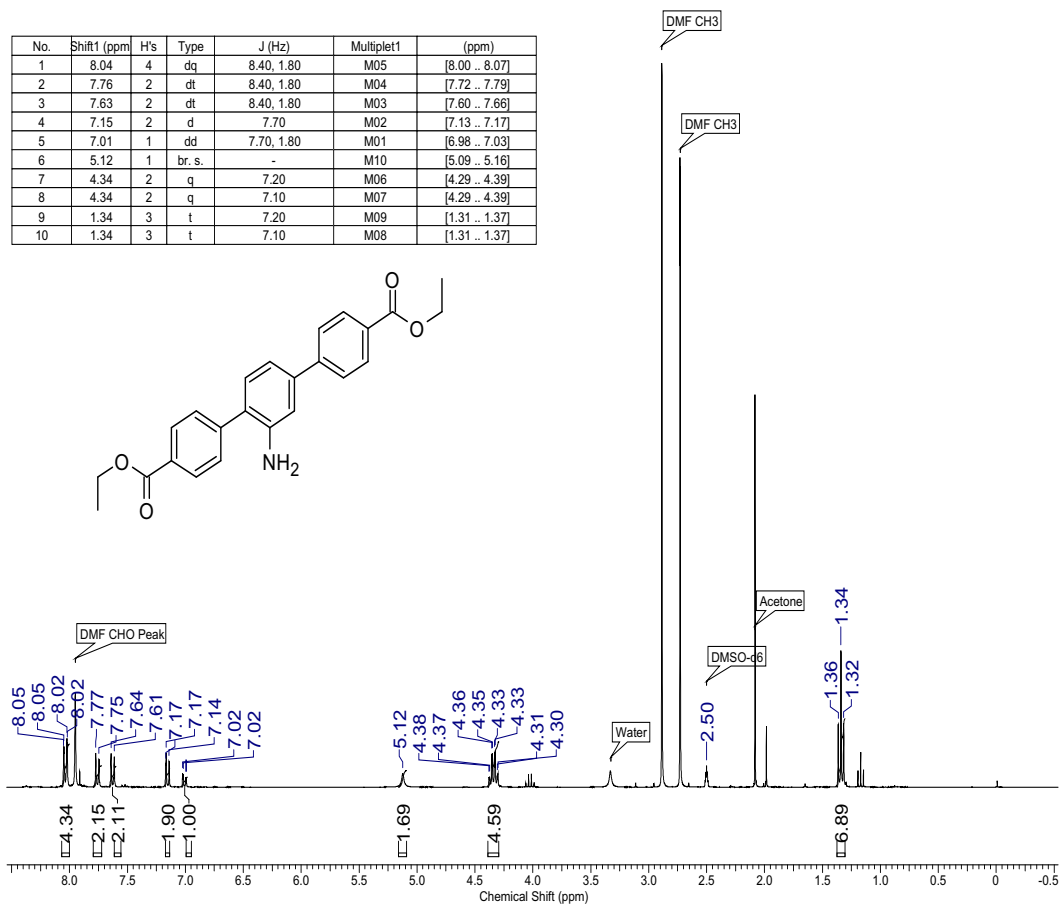 DMF CH3
DMF CH3
No. Shift1 (ppm H's Type J (Hz) Multiplet1 (ppm)
1 8.04 4 dq 8.40, 1.80 M05 [8.00 .. 8.07]
2 7.76 2 dt 8.40, 1.80 M04 [7.72 .. 7.79]
3 7.63 2 dt 8.40, 1.80 M03 [7.60 .. 7.66]
4 7.15 2 d 7.70 M02 [7.13 .. 7.17]
5 7.01 1 dd 7.70, 1.80 M01 [6.98 .. 7.03]
6 5.12 1 br. s. - M10 [5.09 .. 5.16]
7 4.34 2 q 7.20 M06 [4.29 .. 4.39]
8 4.34 2 q 7.10 M07 [4.29 .. 4.39]
9 1.34 3 t 7.20 M09 [1.31 .. 1.37]
10 1.34 3 t 7.10 M08 [1.31 .. 1.37]
O
O
O
O
NH2
DMF CHO Peak
Acetone
DMSO-d6
Water
8.05
8.05
8.02
8.02
7.77
7.75
7.64
7.61
7.17
7.17
7.14
7.02
7.02
5.12
4.38
4.37
4.36
4.35
4.33
4.33
4.31
4.30
2.50
1.36
1.34
1.32
4.34
2.15
2.11
1.90
1.00
1.69
4.59
6.89
8.0 7.5 7.0 6.5 6.0 5.5 5.0 4.5 4.0 3.5 3.0 2.5 2.0 1.5 1.0 0.5 0 -0.5
Chemical Shift (ppm)